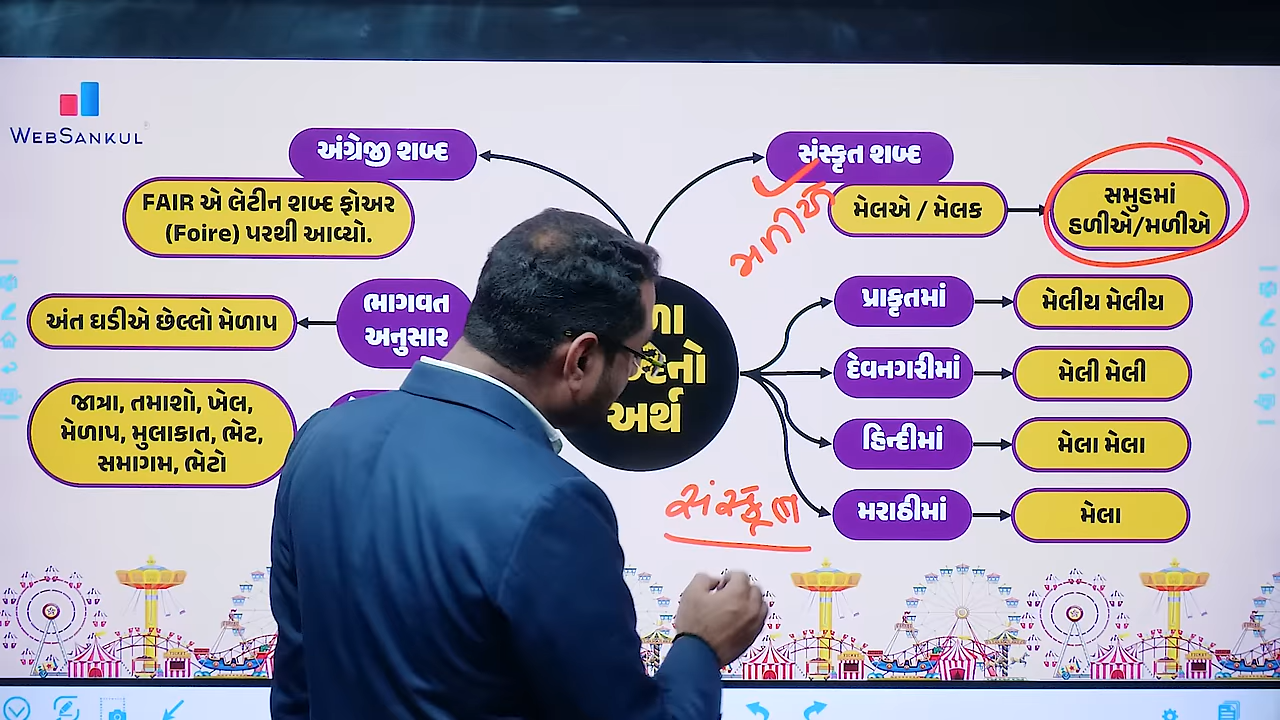 WEBSANKUL
અંગ્રેજી શબ્દ
FAIR એ લેટીન શબ્દ ફોઅર
(Foire) પરથી આવ્યો.
ભાગવત
અનુસાર
અંત ઘડીએ છેલ્લો મેળાપ
જાત્રા, તમાશો, ખેલ,
મેળાપ, મુલાકાત, ભેટ,
સમાગમ, ભેટો
અર્થ
સંસ્કૃત શબ્દ
મેલએ / મેલક
સમુહમાં
હળીએ/મળીએ
પ્રાકૃતમાં
મેલીય મેલીય
દેવનગરીમાં
મેલી મેલી
હિન્દીમાં
મેલા મેલા
મરાઠીમાં
મેલા
સંસ્કૃત